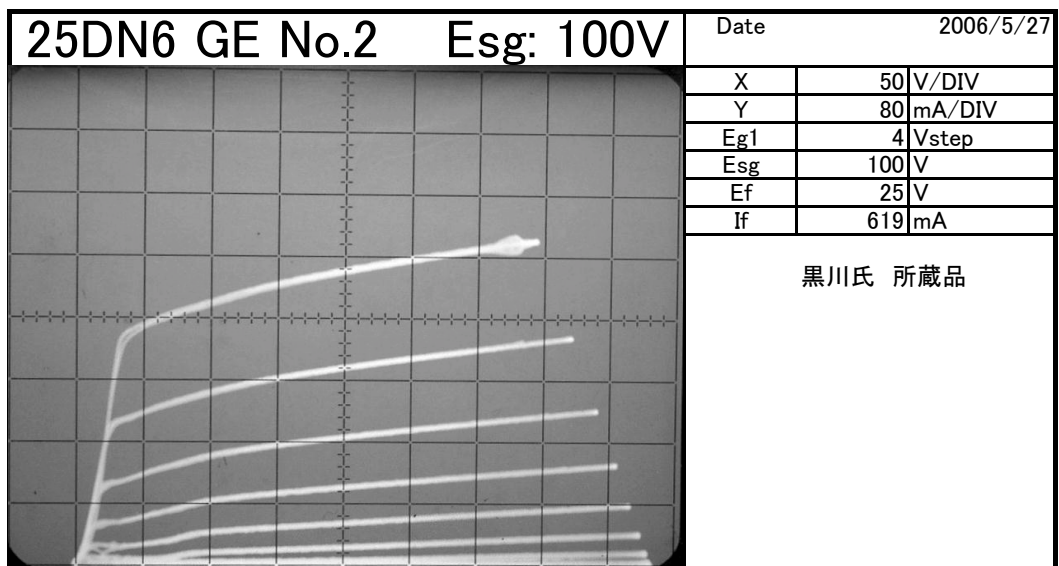 25DN6 GE No.2 Esg: 100V
Date 2006/5/27
X 50 V/DIV
Y 80 mA/DIV
Eg1 4 Vstep
Esg 100 V
Ef 25 V
If 619 mA
黒川氏 所蔵品